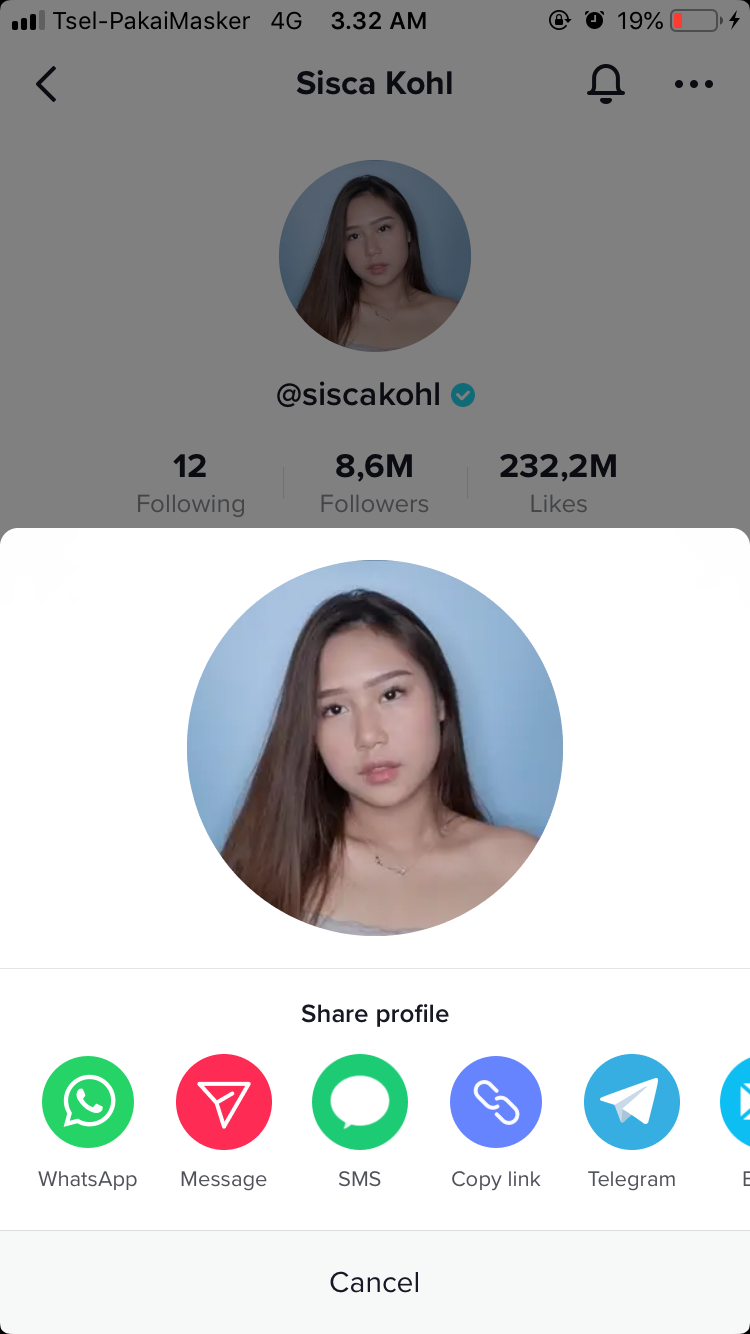 Tsel-PakaiMasker 4G 3.32 AM 19%
Sisca Kohl
@siscakohl
12 8,6M 232,2M
Following Followers Likes
Share profile
WhatsApp Message SMS Copy link Telegram
Cancel